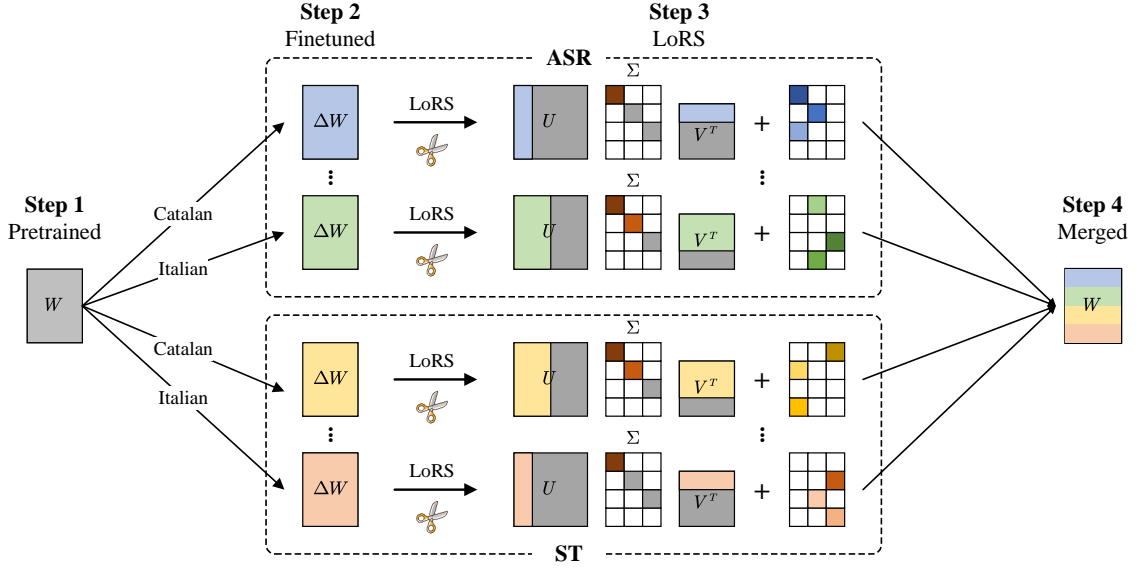 Step 1
Pretrained
W
Catalan
Italian
Catalan
Italian
Step 2
Finetuned
Step 3
LoRS
ASR
ΔW
LoRS
U
Σ
V^T
+
⋮
⋮
ΔW
LoRS
U
Σ
V^T
+
ΔW
LoRS
U
Σ
V^T
+
⋮
⋮
ΔW
LoRS
U
Σ
V^T
+
ST
Step 4
Merged
W